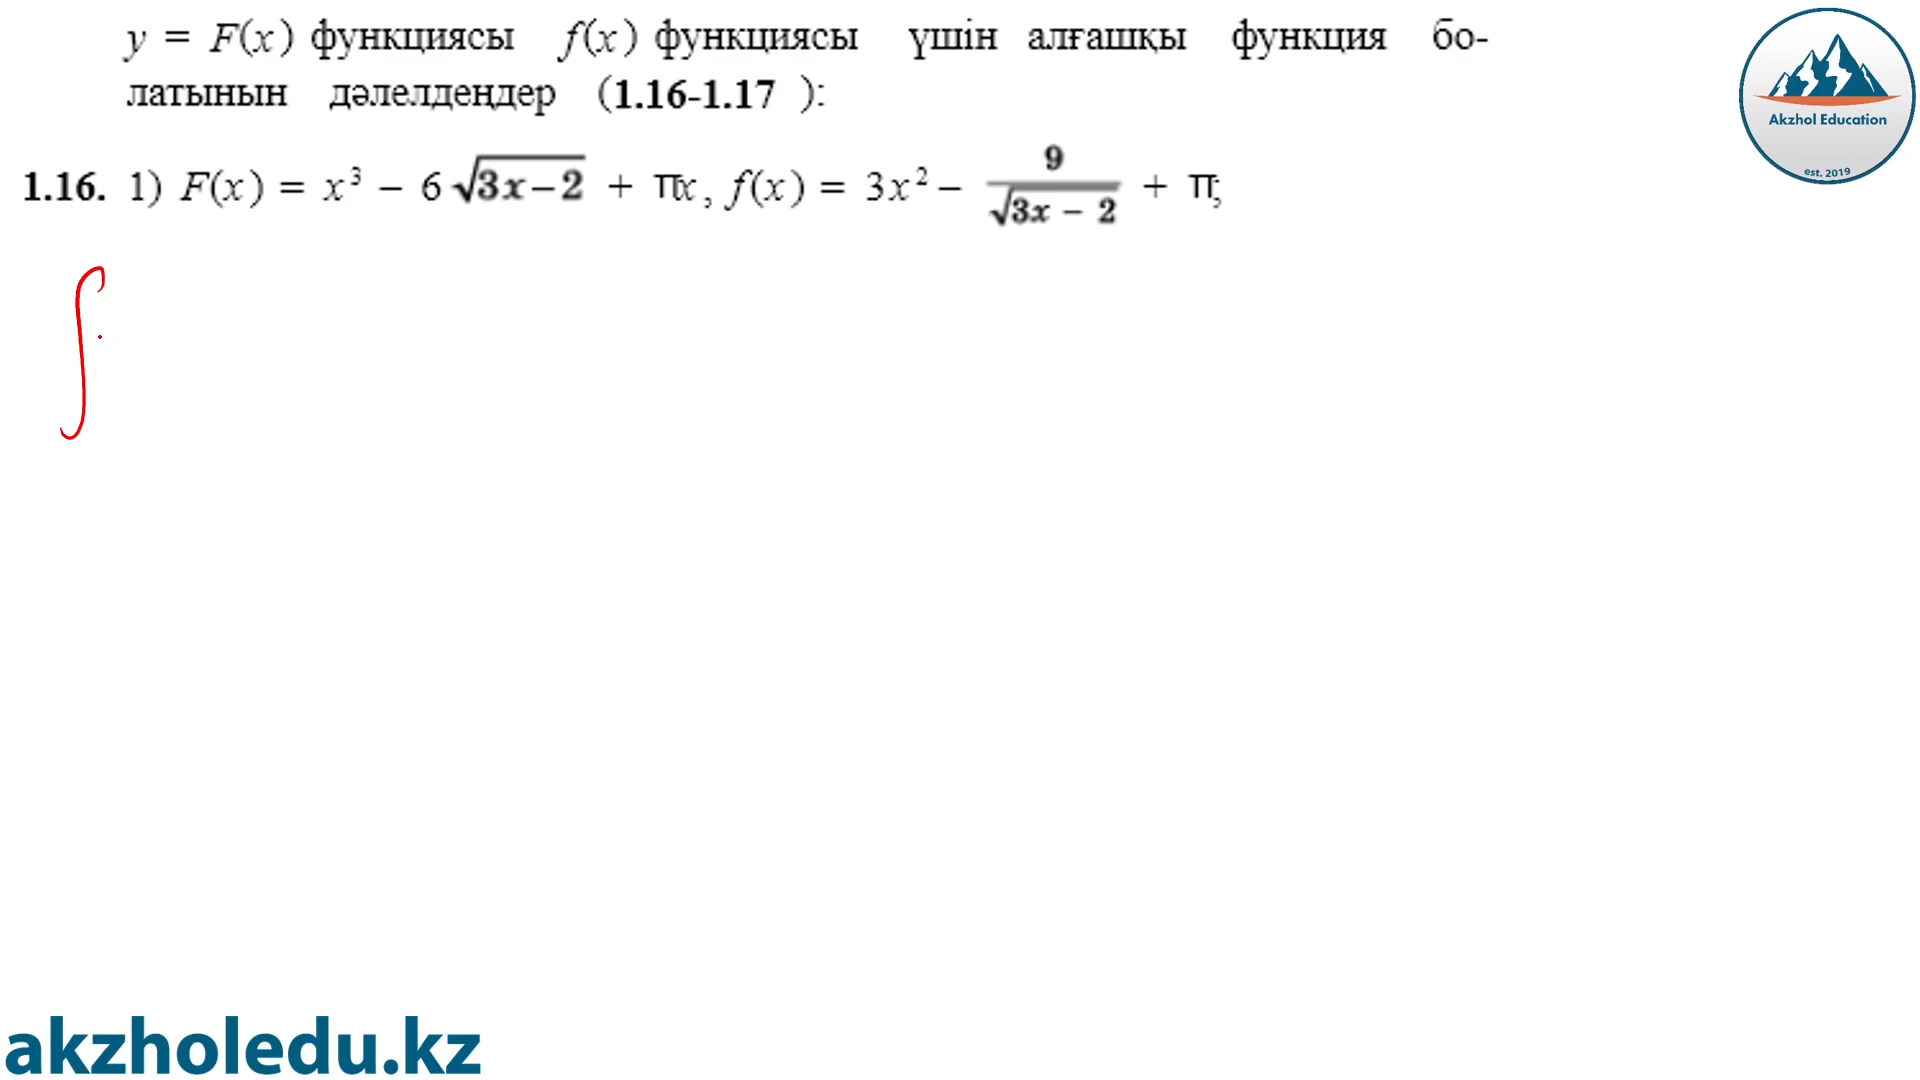 y = F(x) функциясы f(x) функциясы үшін алғашқы функция бо-
латынын дәлелдеңдер (1.16-1.17 ):
1.16. 1) F(x) = x³ − 6√(3x−2) + πx, f(x) = 3x² − 9/√(3x − 2) + π;
∫
Akzhol Education
est. 2019
akzholedu.kz